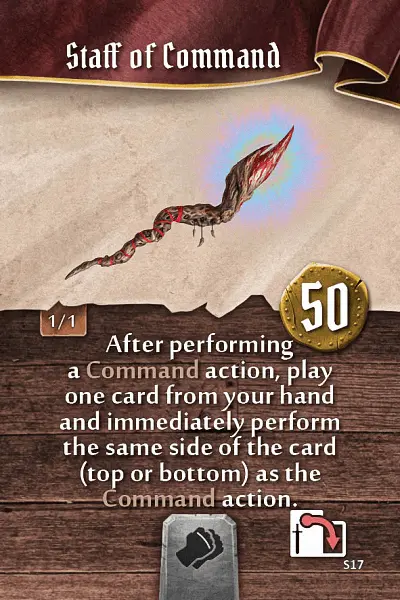 Staff of Command
50
1/1
After performing
a Command action, play
one card from your hand
and immediately perform
the same side of the card
(top or bottom) as the
Command action.
S17